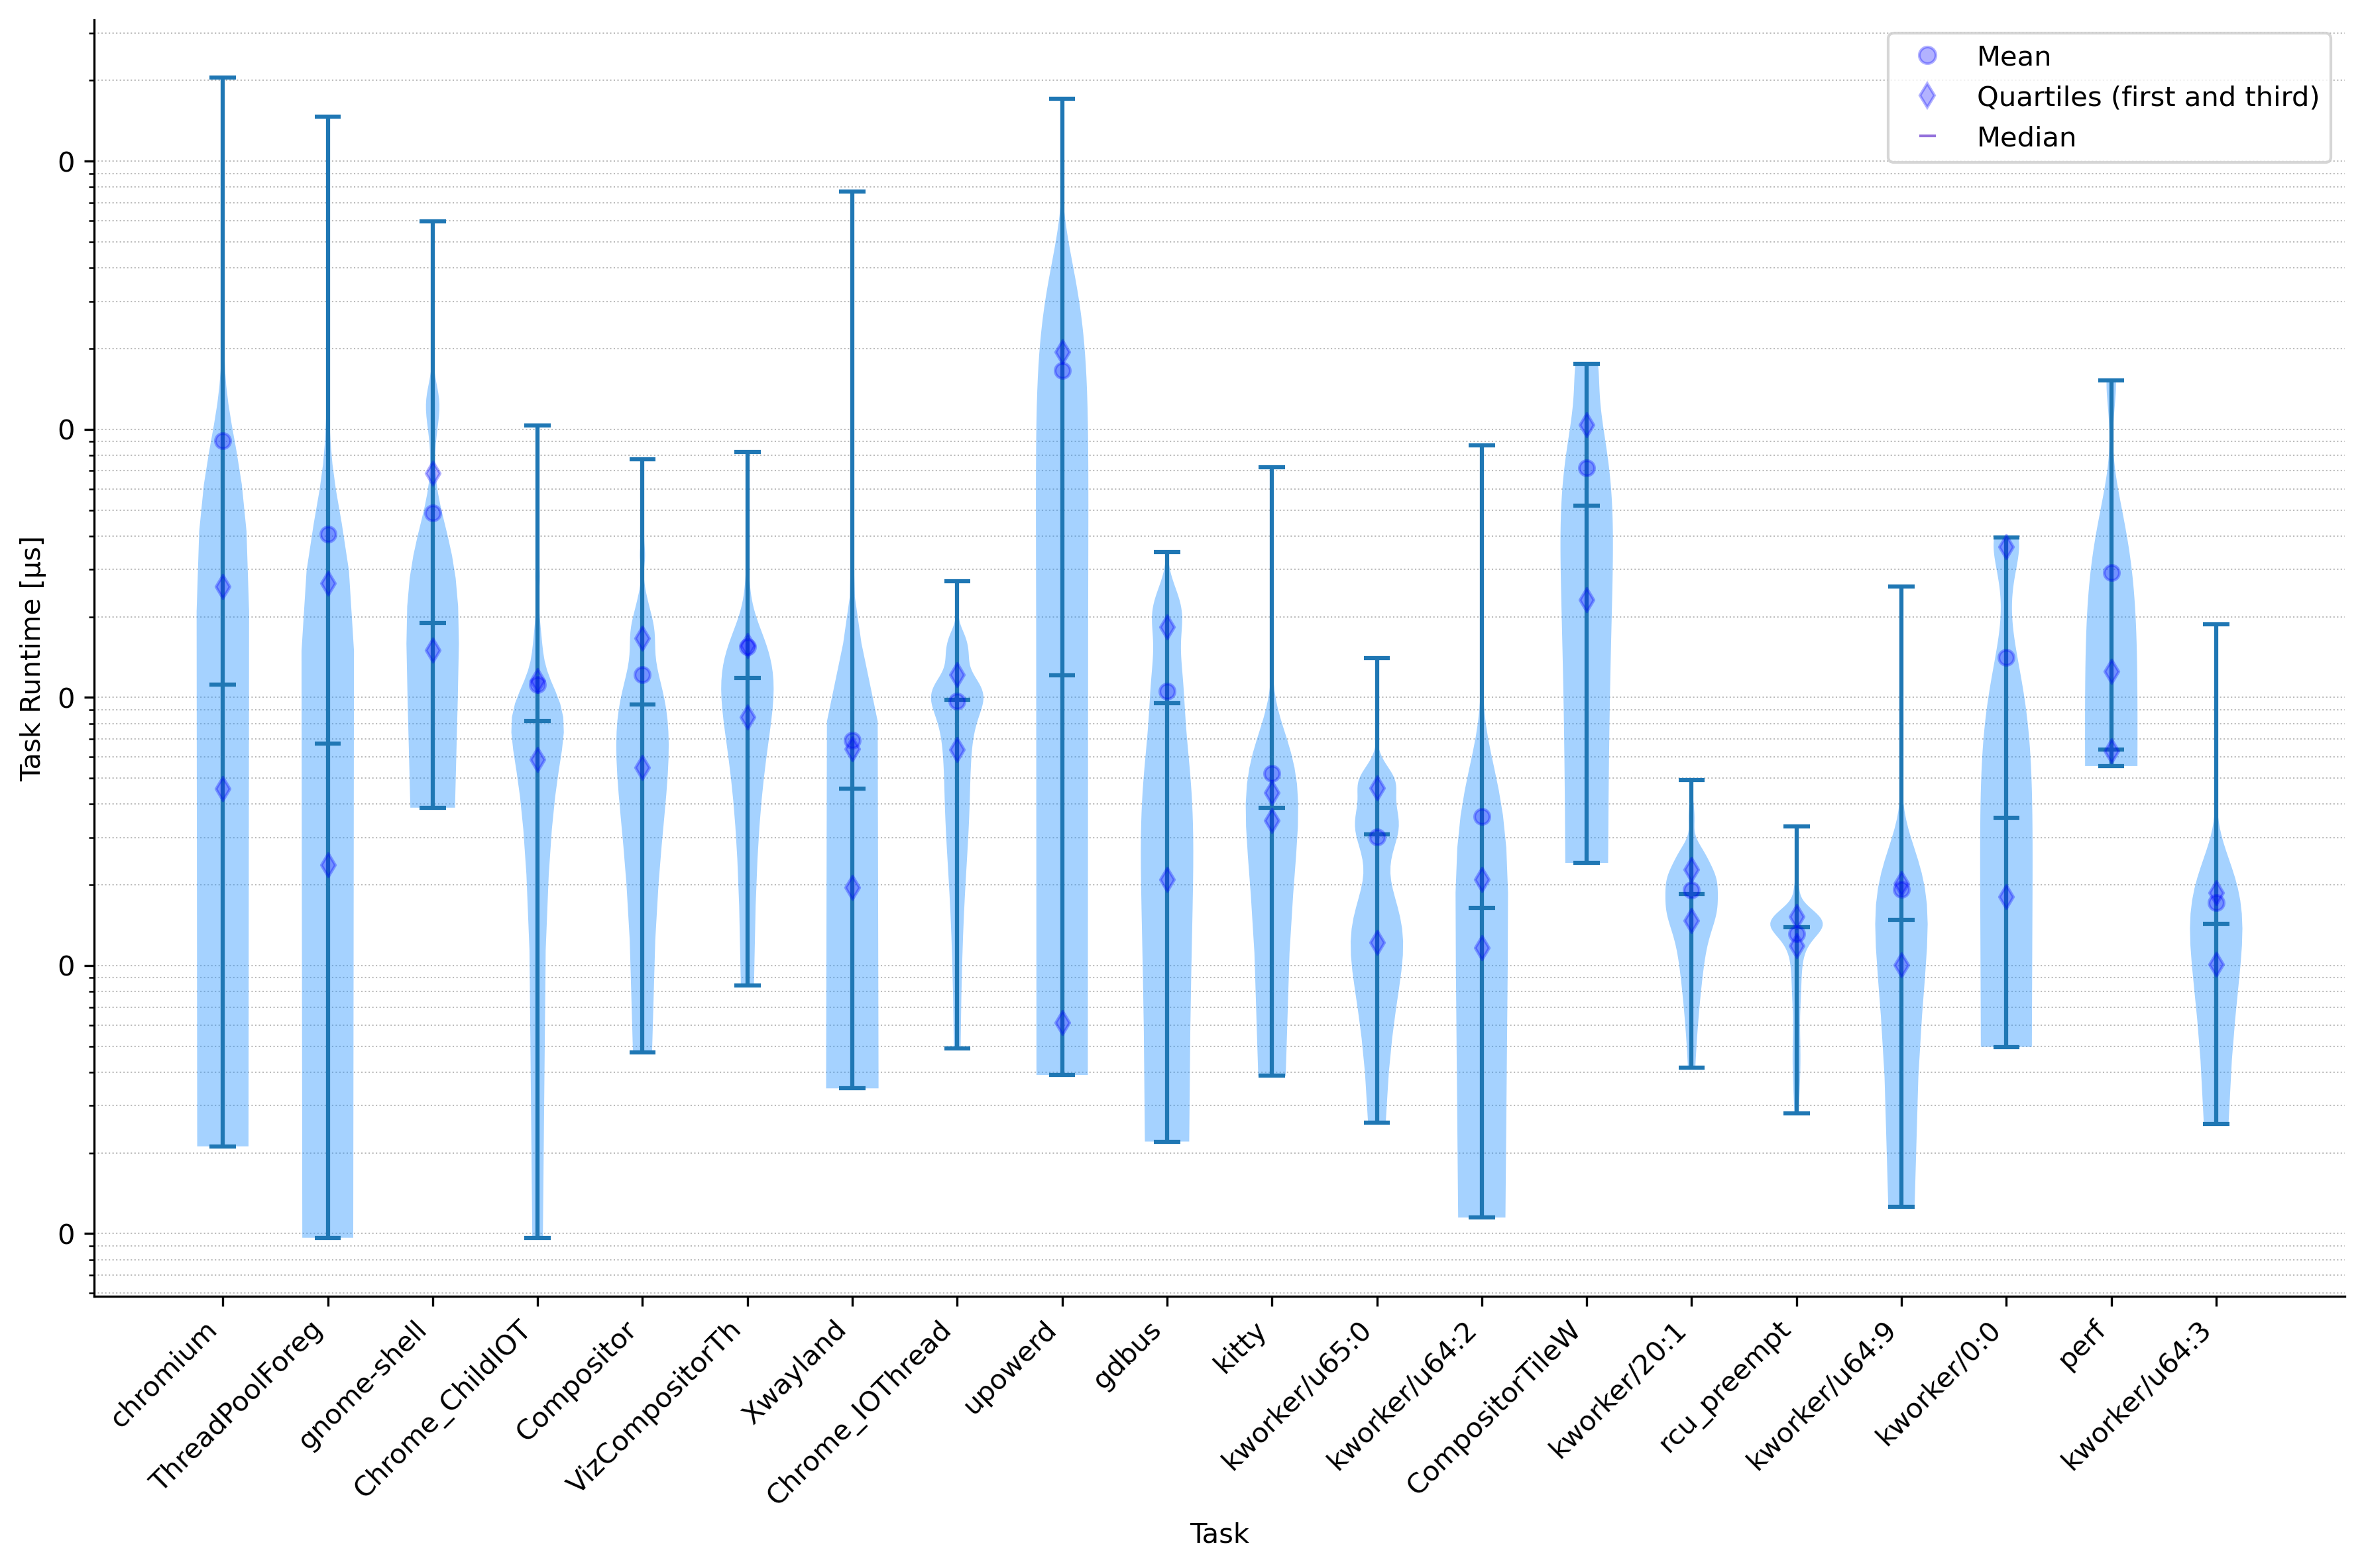 Mean
Quartiles (first and third)
Median
0
0
0
0
0
Task Runtime [µs]
chromium
ThreadPoolForeg
gnome-shell
Chrome_ChildIOT
Compositor
VizCompositorTh
Xwayland
Chrome_IOThread
upowerd
gdbus
kitty
kworker/u65:0
kworker/u64:2
CompositorTileW
kworker/20:1
rcu_preempt
kworker/u64:9
kworker/0:0
perf
kworker/u64:3
Task